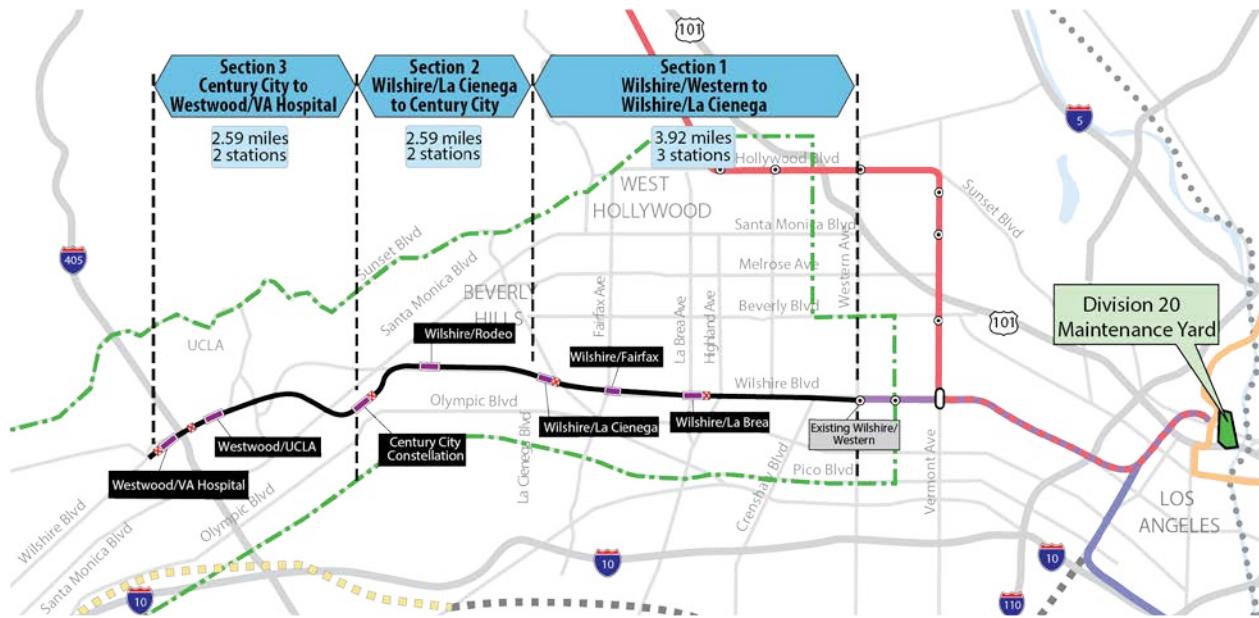 101
Section 3
Century City to
Westwood/VA Hospital
Section 2
Wilshire/La Cienega
to Century City
Section 1
Wilshire/Western to
Wilshire/La Cienega
2.59 miles
2 stations
2.59 miles
2 stations
3.92 miles
3 stations
5
Hollywood Blvd
WEST
HOLLYWOOD
Sunset Blvd
Santa Monica Blvd
Western Ave
405
Sunset Blvd
Santa Monica Blvd
Melrose Ave
BEVERLY
HILLS
Fairfax Ave
La Brea Ave
Highland Ave
Beverly Blvd
101
Division 20
Maintenance Yard
UCLA
Wilshire/Rodeo
Wilshire/Fairfax
Wilshire Blvd
Olympic Blvd
Westwood/UCLA
Century City
Constellation
Wilshire/La Cienega
Wilshire/La Brea
Existing Wilshire/
Western
La Cienega Blvd
Crenshaw Blvd
Vermont Ave
Pico Blvd
Westwood/VA Hospital
Wilshire Blvd
Santa Monica Blvd
Olympic Blvd
LOS
ANGELES
10
10
10
110